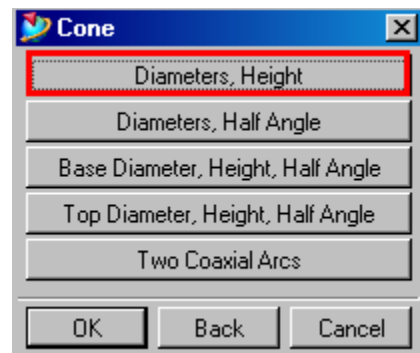 Cone
Diameters, Height
Diameters, Half Angle
Base Diameter, Height, Half Angle
Top Diameter, Height, Half Angle
Two Coaxial Arcs
OK Back Cancel